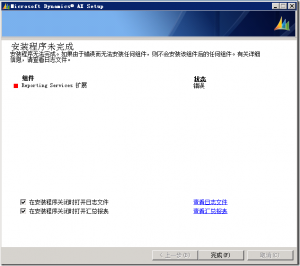 Microsoft Dynamics® AX Setup
安装程序未完成
安装程序无法完成。如果由于错误而无法安装任何组件，则不会安装该组件后的任何组件。有关详细
信息，请查看日志文件。
组件 状态
Reporting Services 扩展 错误
在安装程序关闭时打开日志文件 查看日志文件
在安装程序关闭时打开汇总报表 查看汇总报表
< 上一步(B) 完成(F) 取消(C)